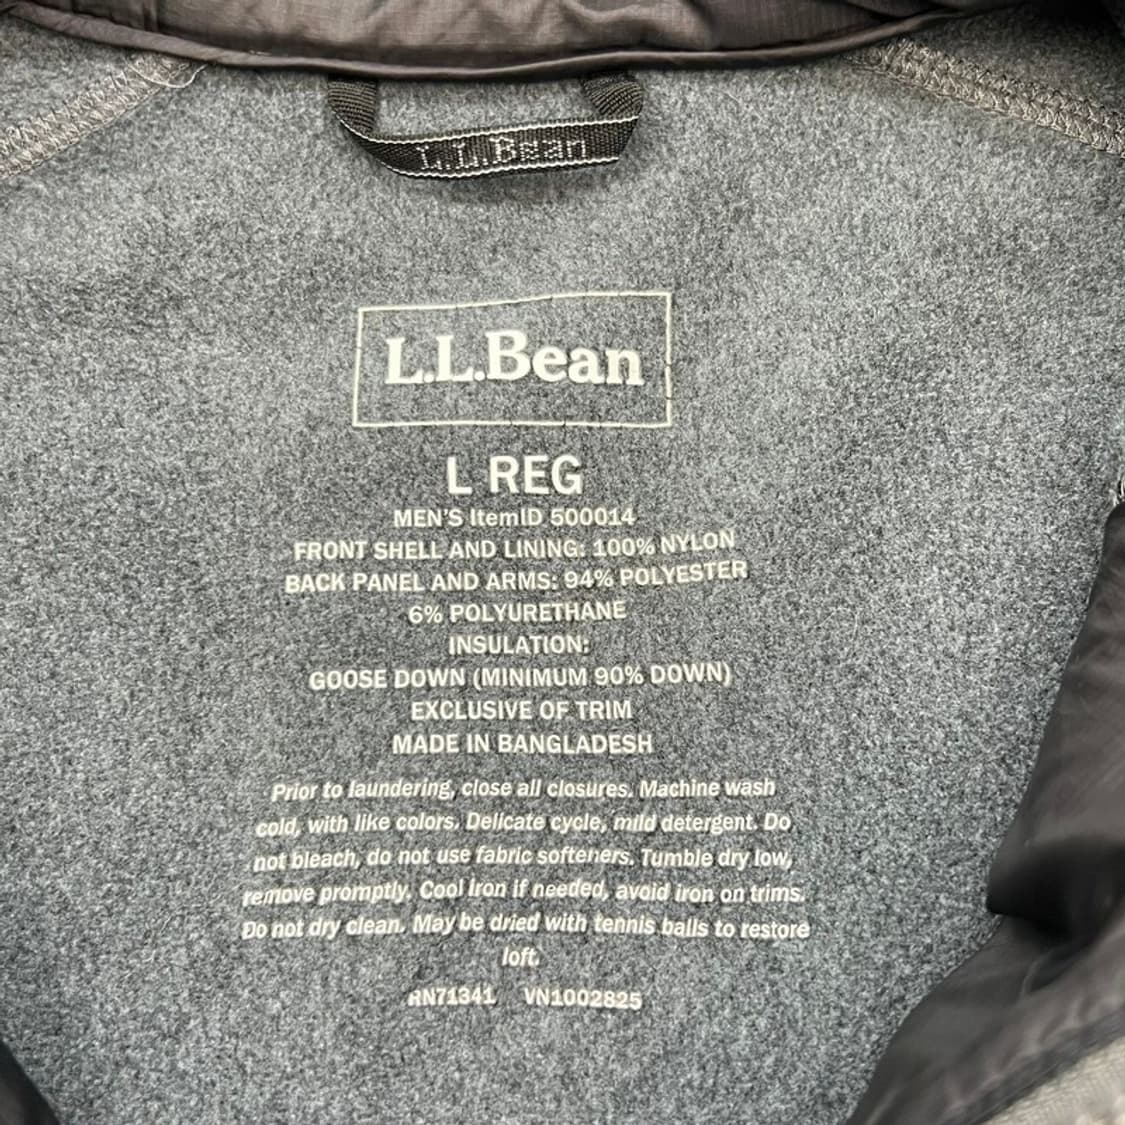 L.L.Bean
L.L.Bean
L REG
MEN'S ItemID 500014
FRONT SHELL AND LINING: 100% NYLON
BACK PANEL AND ARMS: 94% POLYESTER
6% POLYURETHANE
INSULATION:
GOOSE DOWN (MINIMUM 90% DOWN)
EXCLUSIVE OF TRIM
MADE IN BANGLADESH
Prior to laundering, close all closures. Machine wash
cold, with like colors. Delicate cycle, mild detergent. Do
not bleach, do not use fabric softeners. Tumble dry low,
remove promptly. Cool iron if needed, avoid iron on trims.
Do not dry clean. May be dried with tennis balls to restore
loft.
RN71341 VN1002825